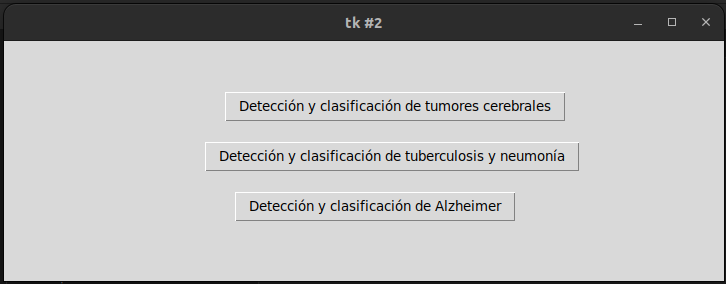 tk #2
Detección y clasificación de tumores cerebrales
Detección y clasificación de tuberculosis y neumonía
Detección y clasificación de Alzheimer